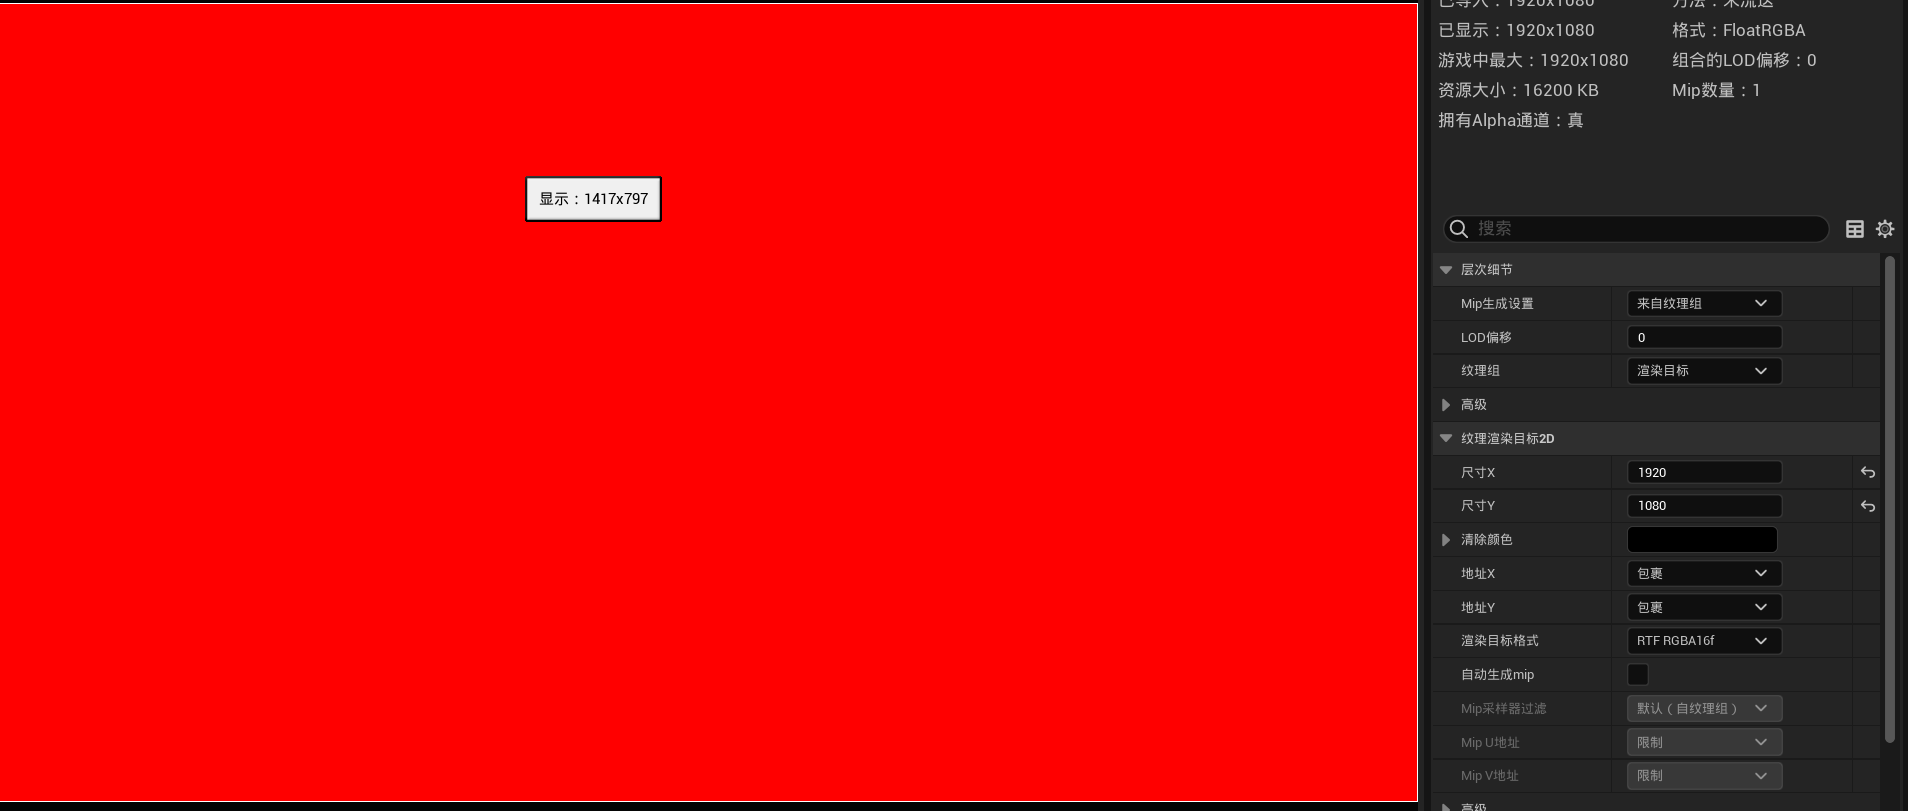 已导入：1920x1080
方法：未流送
已显示：1920x1080
格式：FloatRGBA
游戏中最大：1920x1080
组合的LOD偏移：0
资源大小：16200 KB
Mip数量：1
拥有Alpha通道：真
显示：1417x797
搜索
层次细节
Mip生成设置
来自纹理组
LOD偏移
0
纹理组
渲染目标
高级
纹理渲染目标2D
尺寸X
1920
尺寸Y
1080
清除颜色
地址X
包裹
地址Y
包裹
渲染目标格式
RTF RGBA16f
自动生成mip
Mip采样器过滤
默认（自纹理组）
Mip U地址
限制
Mip V地址
限制
高级